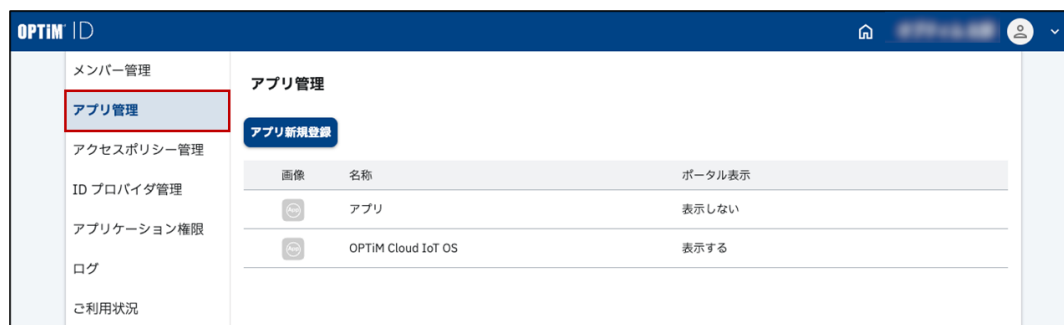 OPTiM ID
メンバー管理
アプリ管理
アクセスポリシー管理
ID プロバイダ管理
アプリケーション権限
ログ
ご利用状況
アプリ管理
アプリ新規登録
画像 名称 ポータル表示
App アプリ 表示しない
App OPTiM Cloud IoT OS 表示する